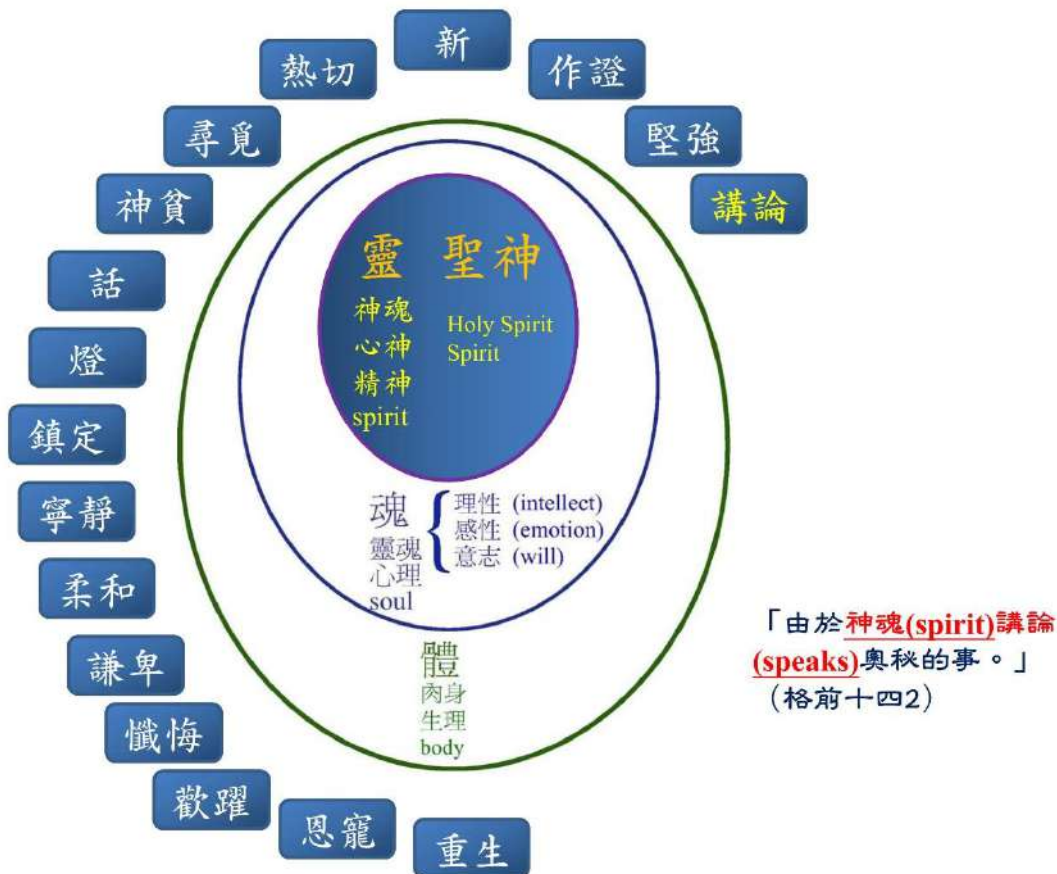 新
熱切
作證
尋覓
堅強
神貧
講論
話
燈
鎮定
寧靜
柔和
謙卑
懺悔
歡躍
恩寵
重生
靈 聖神
神魂
心神
精神
spirit
Holy Spirit
Spirit
魂
靈魂
心理
soul
{
理性 (intellect)
感性 (emotion)
意志 (will)
體
肉身
生理
body
「由於神魂(spirit)講論
(speaks)奧秘的事。」
（格前十四2）